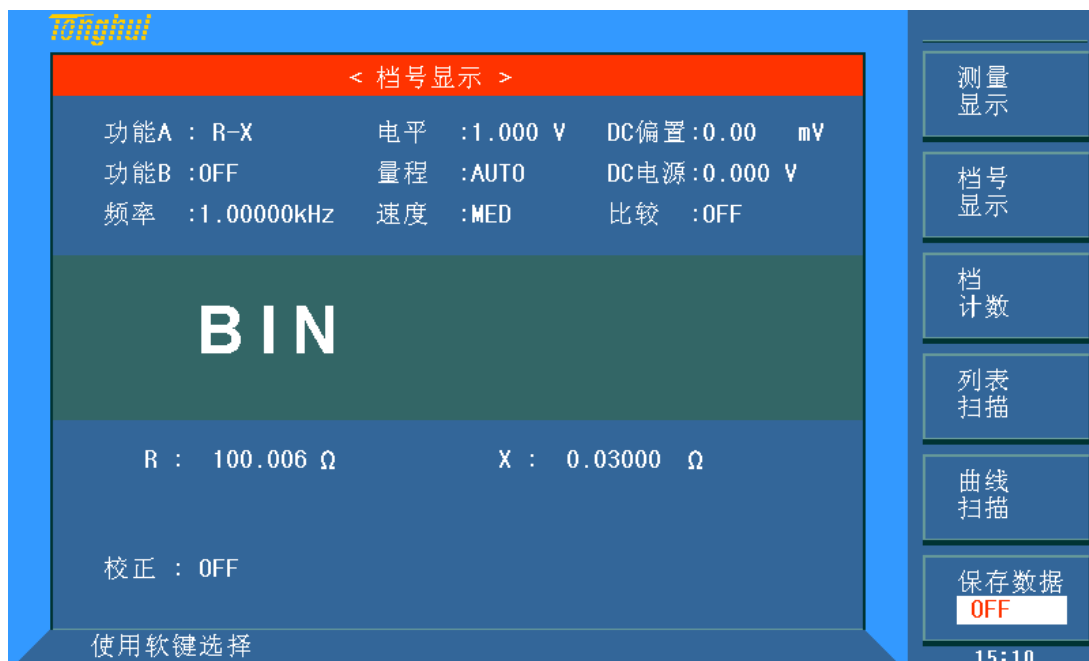 Tonghui
< 档号显示 >
功能A : R-X 电平 :1.000 V DC偏置:0.00 mV
功能B :OFF 量程 :AUTO DC电源:0.000 V
频率 :1.00000kHz 速度 :MED 比较 :OFF
BIN
R : 100.006 Ω X : 0.03000 Ω
校正 : OFF
使用软键选择
测量
显示
档号
显示
档
计数
列表
扫描
曲线
扫描
保存数据
OFF
15:10